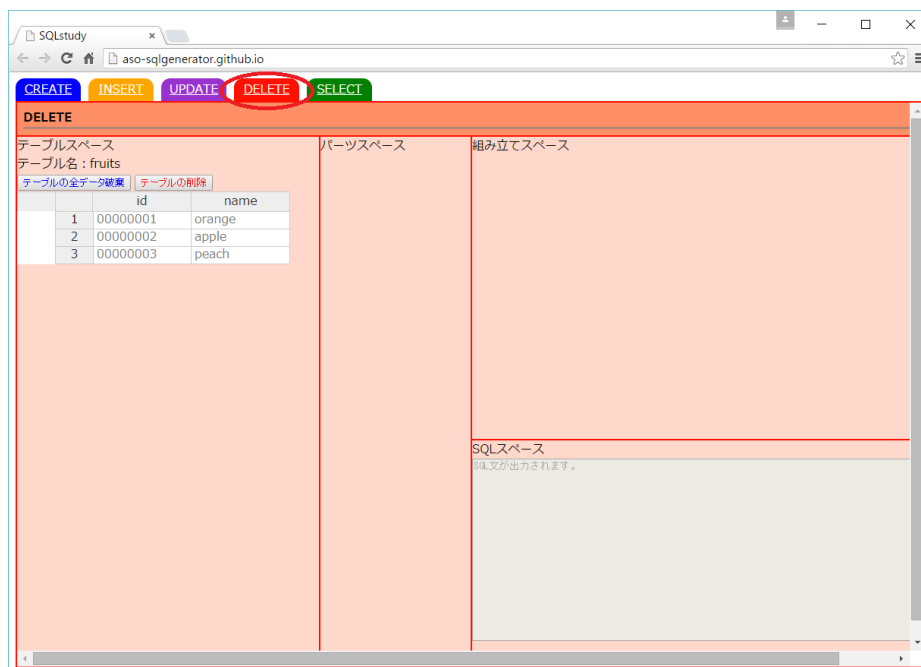 SQLstudy
aso-sqlgenerator.github.io
CREATE INSERT UPDATE DELETE SELECT
DELETE
テーブルスペース
テーブル名：fruits
テーブルの全データ破棄 テーブルの削除
id name
1 00000001 orange
2 00000002 apple
3 00000003 peach
パーツスペース
組み立てスペース
SQLスペース
SQL文が出力されます。